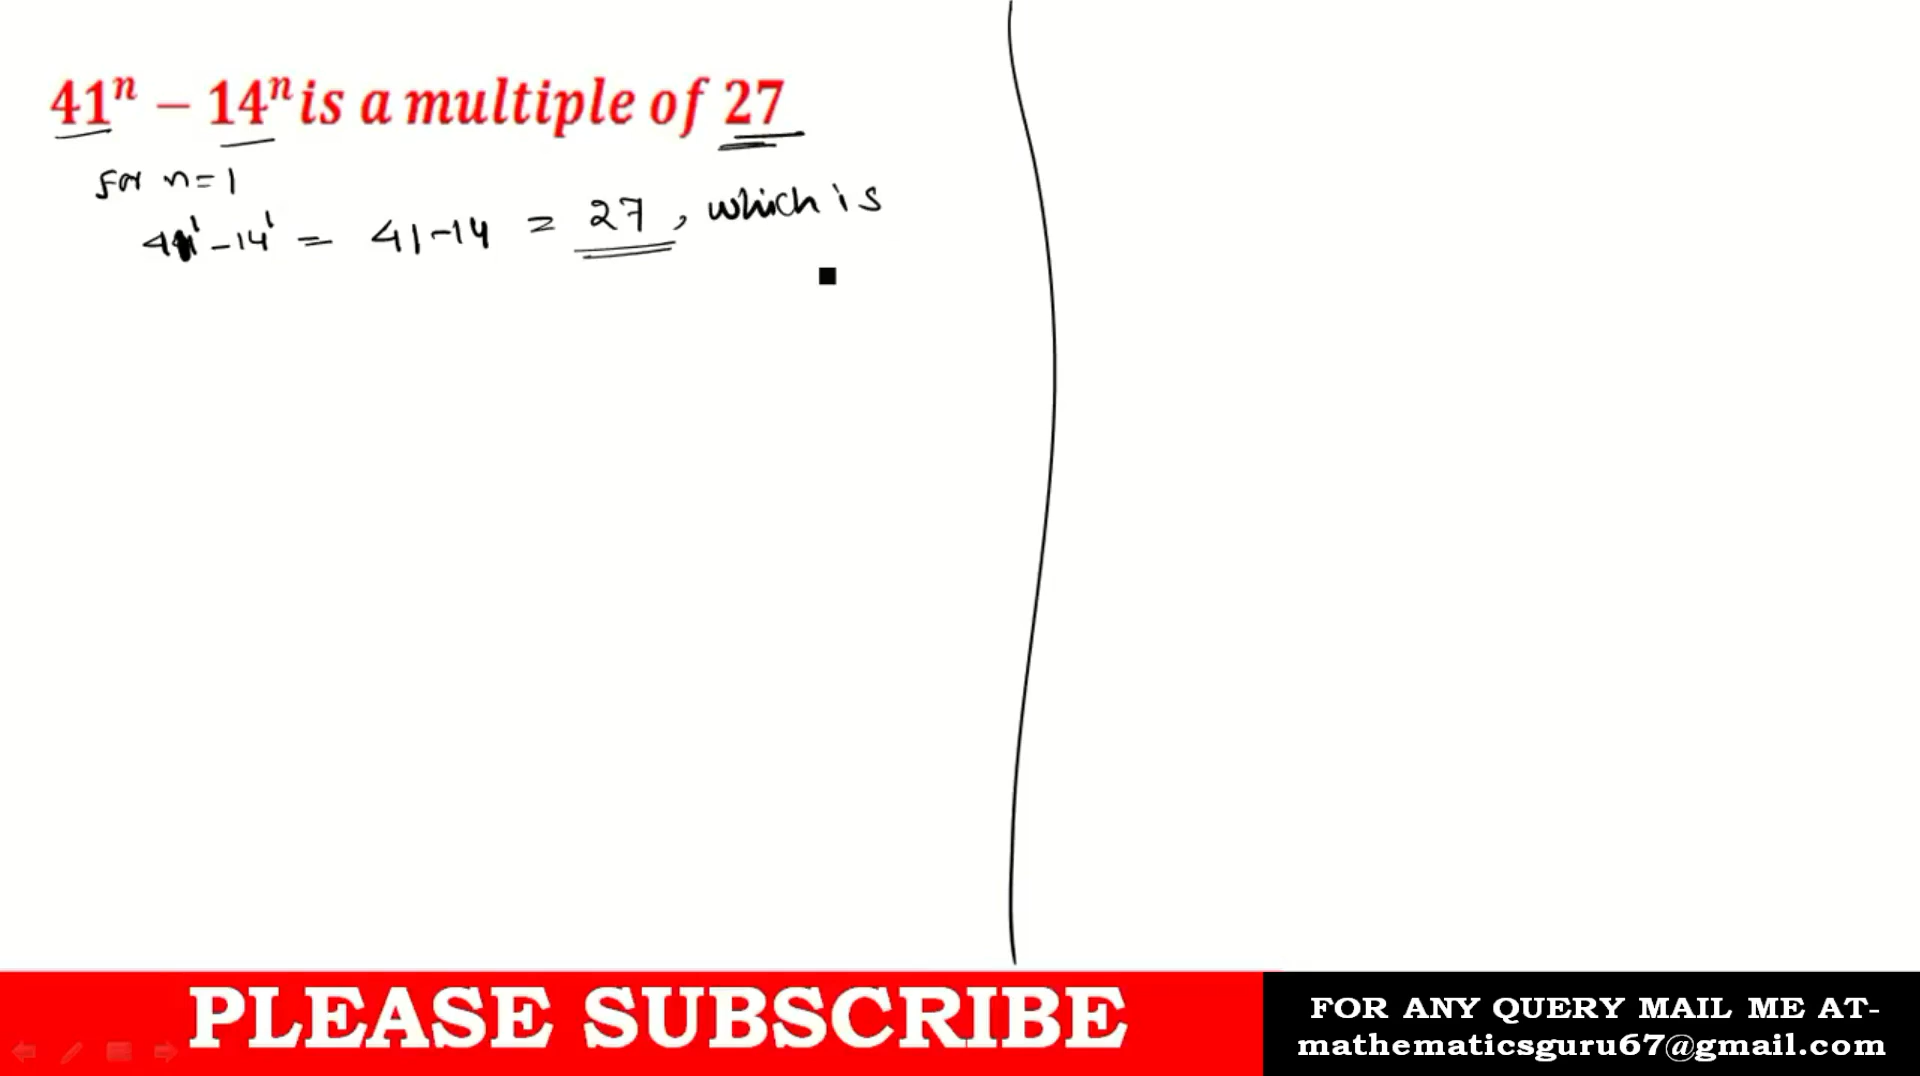 41ⁿ − 14ⁿ is a multiple of 27
for n=1
41¹ - 14¹ = 41-14 = 27, which is
PLEASE SUBSCRIBE
FOR ANY QUERY MAIL ME AT-
mathematicsguru67@gmail.com